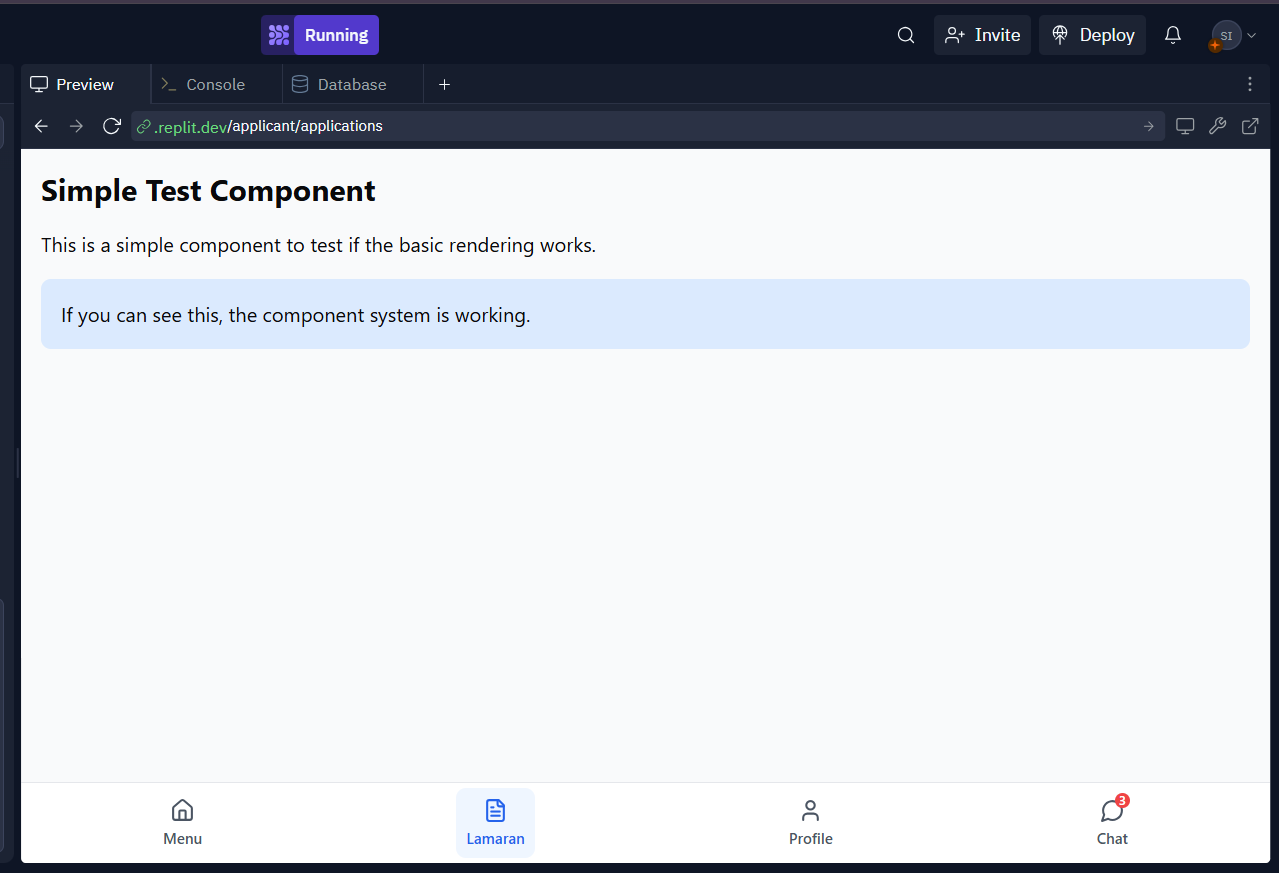 Running
Invite
Deploy
SI
Preview
Console
Database
.replit.dev/applicant/applications
Simple Test Component
This is a simple component to test if the basic rendering works.
If you can see this, the component system is working.
Menu
Lamaran
Profile
3
Chat